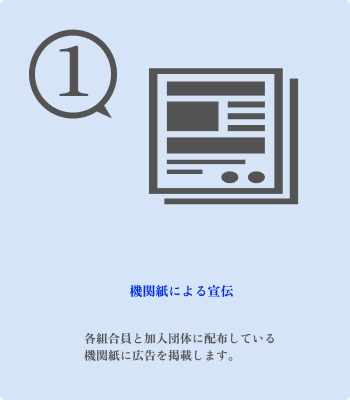 1
機関紙による宣伝
各組合員と加入団体に配布している
機関紙に広告を掲載します。